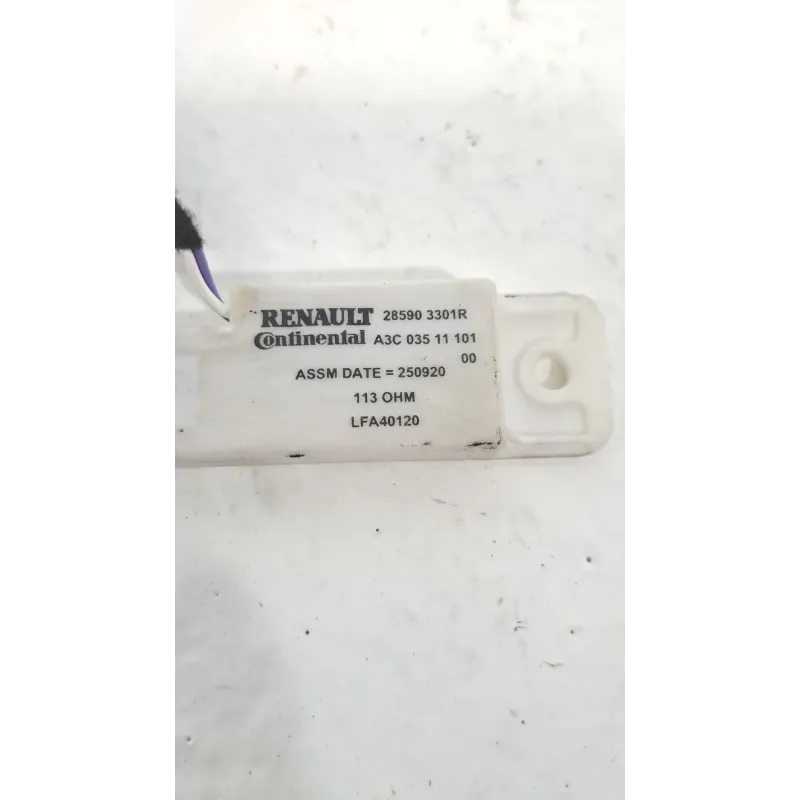 RENAULT 28590 3301R
Continental A3C 035 11 101
00
ASSM DATE = 250920
113 OHM
LFA40120